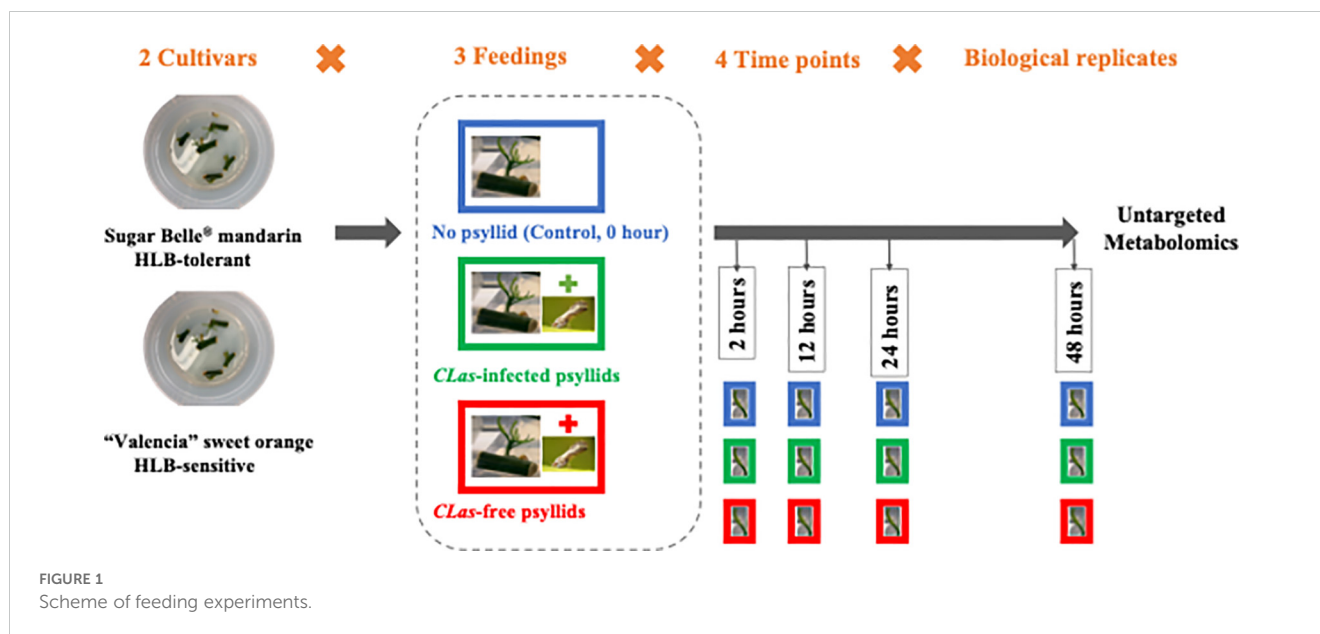 2 Cultivars ✖ 3 Feedings ✖ 4 Time points ✖ Biological replicates
Sugar Belle® mandarin
HLB-tolerant
"Valencia" sweet orange
HLB-sensitive
No psyllid (Control, 0 hour)
+
CLas-infected psyllids
+
CLas-free psyllids
2 hours
12 hours
24 hours
48 hours
Untargeted
Metabolomics
FIGURE 1
Scheme of feeding experiments.